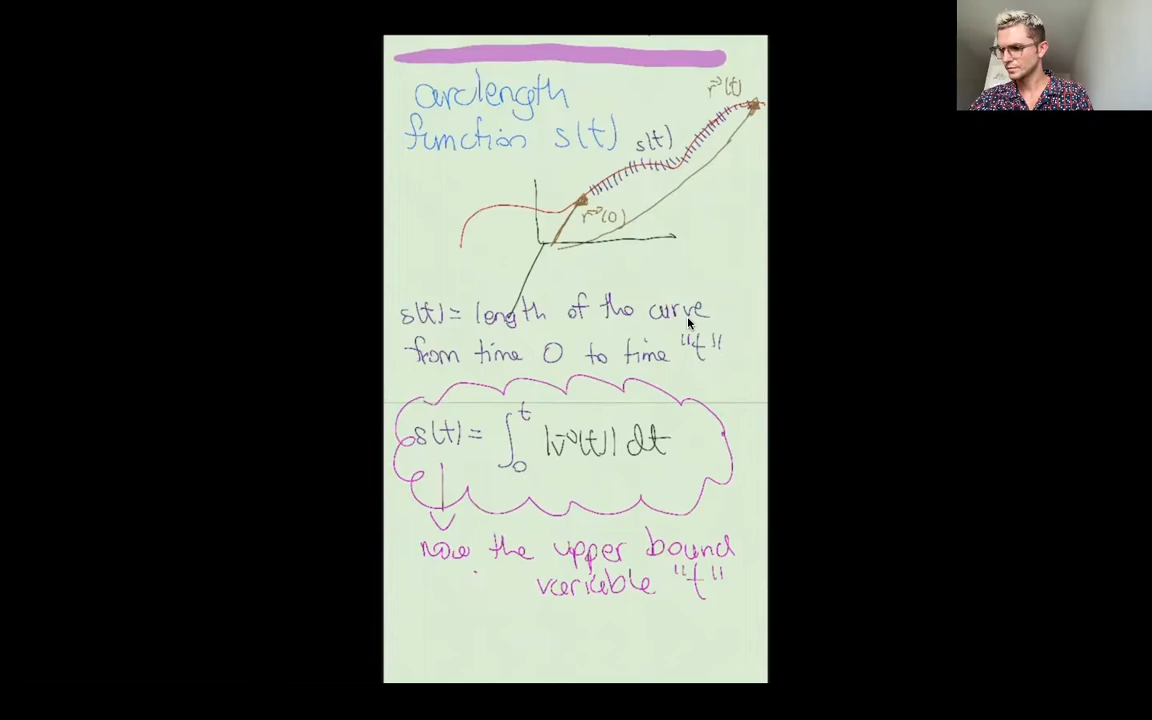 arclength
function s(t)
r⃗(t)
s(t)
r⃗(0)
s(t) = length of the curve
from time 0 to time "t"
s(t) = ∫₀ᵗ |v⃗(t)| dt
now the upper bound
variable "t"